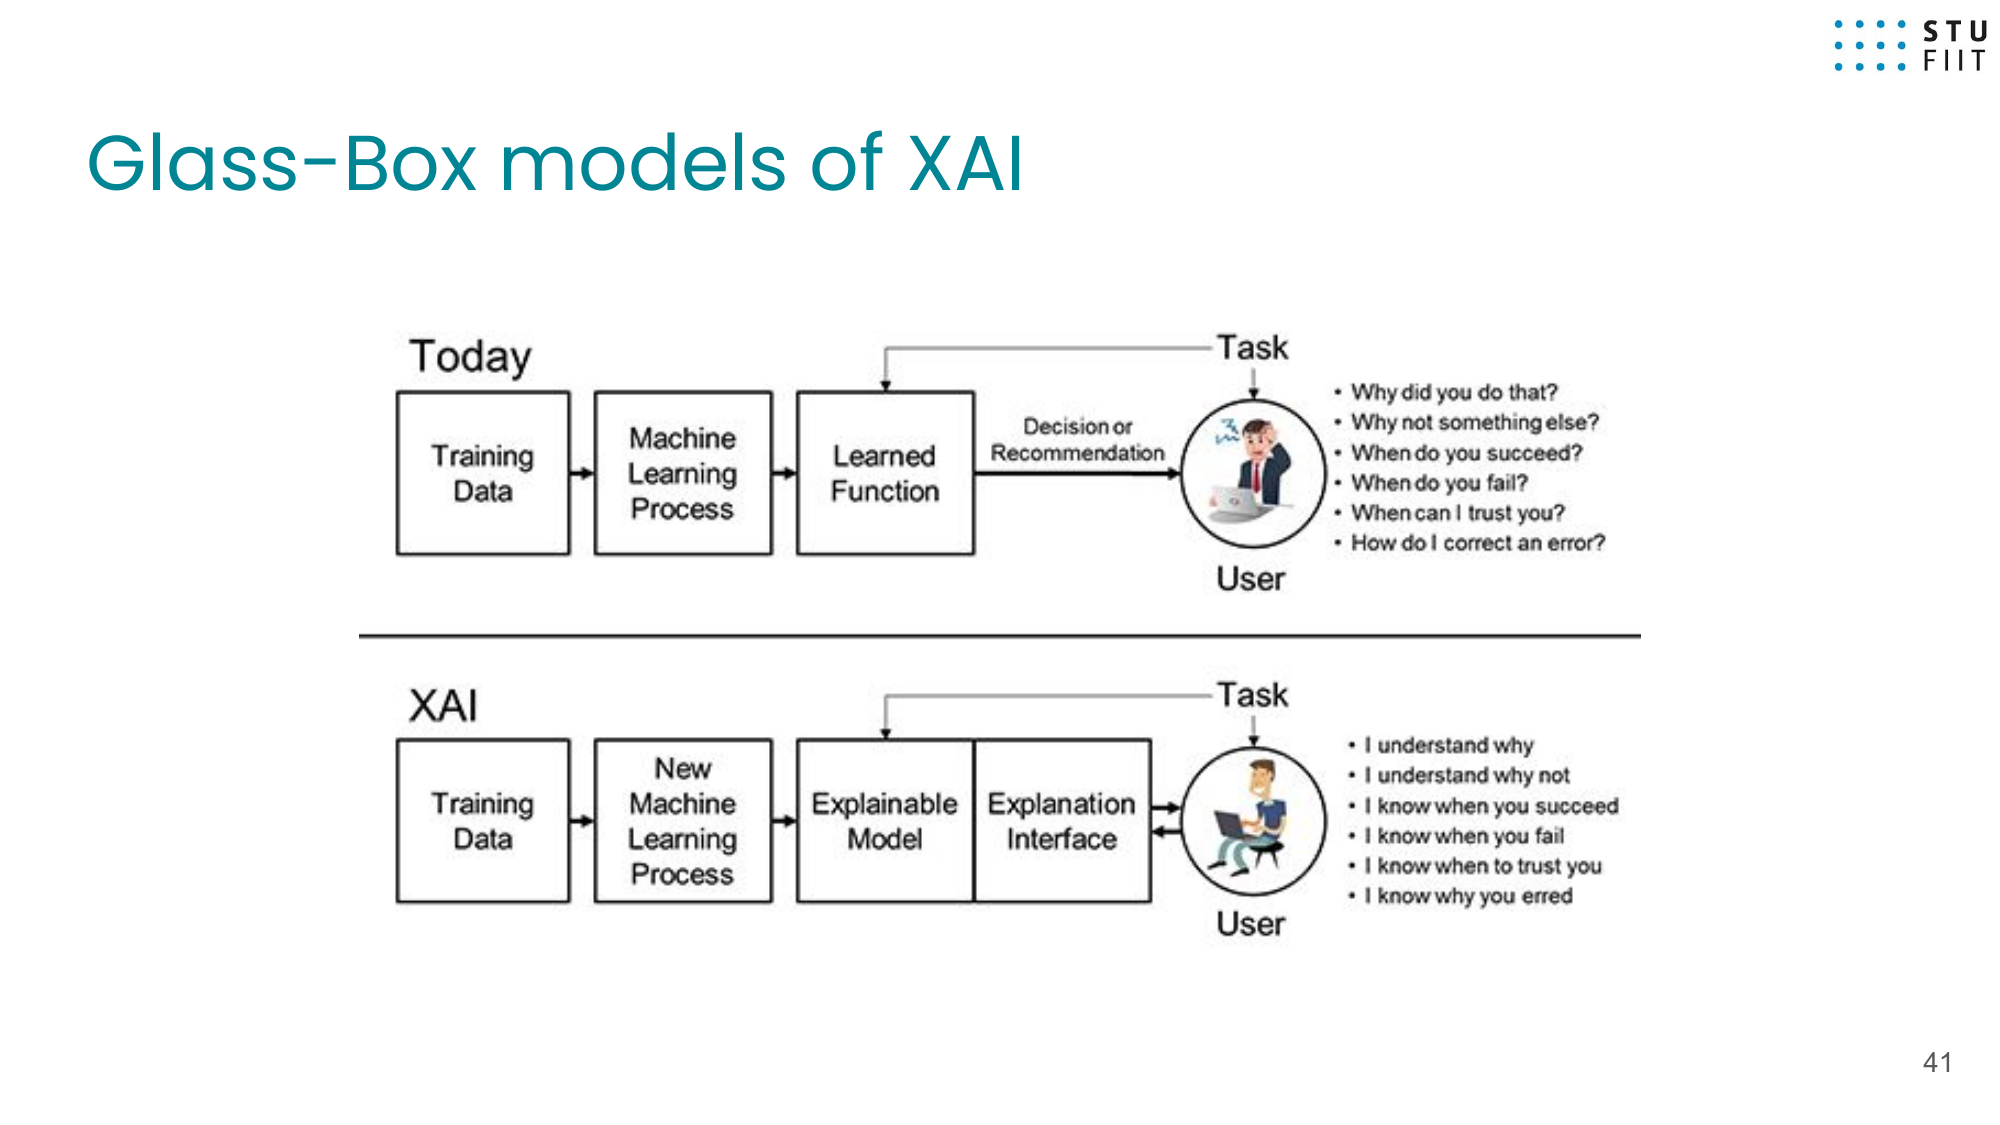 STU
FIIT
Glass-Box models of XAI
Today
Task
Training
Data
Machine
Learning
Process
Learned
Function
Decision or
Recommendation
User
• Why did you do that?
• Why not something else?
• When do you succeed?
• When do you fail?
• When can I trust you?
• How do I correct an error?
XAI
Task
Training
Data
New
Machine
Learning
Process
Explainable
Model
Explanation
Interface
User
• I understand why
• I understand why not
• I know when you succeed
• I know when you fail
• I know when to trust you
• I know why you erred
41